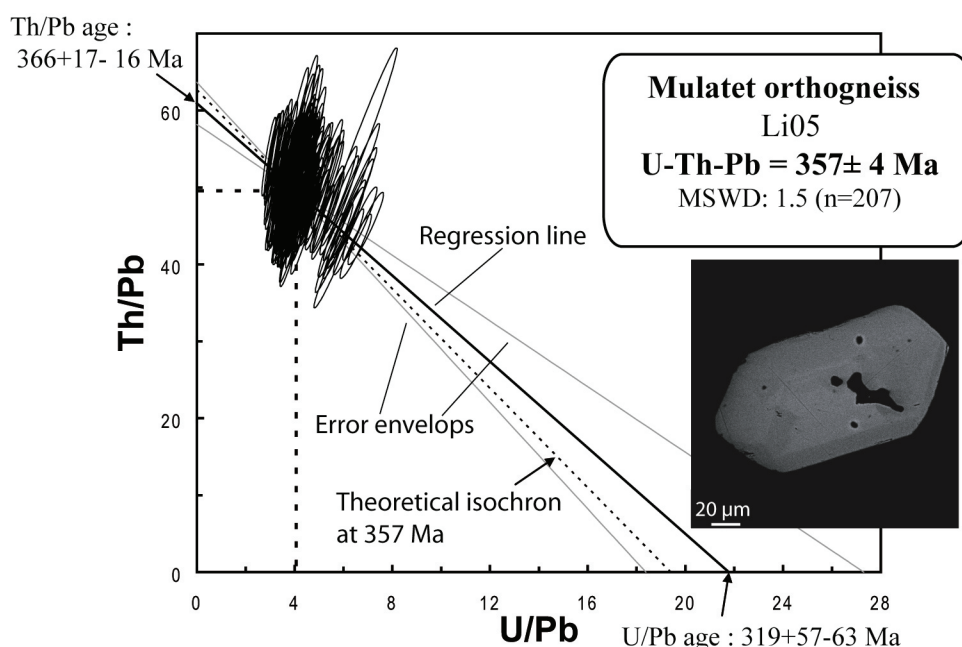 Th/Pb age :
366+17- 16 Ma
Mulatet orthogneiss
Li05
U-Th-Pb = 357± 4 Ma
MSWD: 1.5 (n=207)
60
40
20
0
Th/Pb
Regression line
Error envelops
Theoretical isochron
at 357 Ma
20 µm
0
4
8
12
16
20
24
28
U/Pb
U/Pb age : 319+57-63 Ma